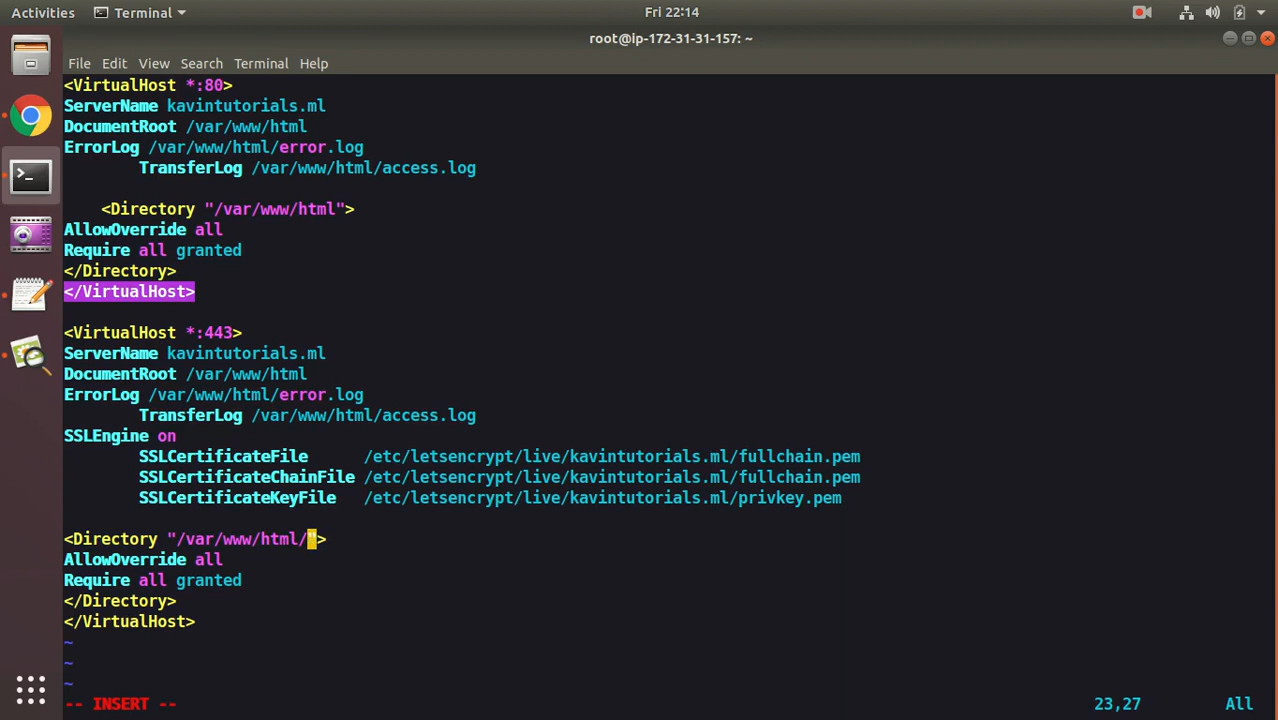 Activities Terminal Fri 22:14
root@ip-172-31-31-157: ~
File Edit View Search Terminal Help
<VirtualHost *:80>
ServerName kavintutorials.ml
DocumentRoot /var/www/html
ErrorLog /var/www/html/error.log
TransferLog /var/www/html/access.log
<Directory "/var/www/html">
AllowOverride all
Require all granted
</Directory>
</VirtualHost>
<VirtualHost *:443>
ServerName kavintutorials.ml
DocumentRoot /var/www/html
ErrorLog /var/www/html/error.log
TransferLog /var/www/html/access.log
SSLEngine on
SSLCertificateFile /etc/letsencrypt/live/kavintutorials.ml/fullchain.pem
SSLCertificateChainFile /etc/letsencrypt/live/kavintutorials.ml/fullchain.pem
SSLCertificateKeyFile /etc/letsencrypt/live/kavintutorials.ml/privkey.pem
<Directory "/var/www/html/">
AllowOverride all
Require all granted
</Directory>
</VirtualHost>
~
~
~
-- INSERT -- 23,27 All